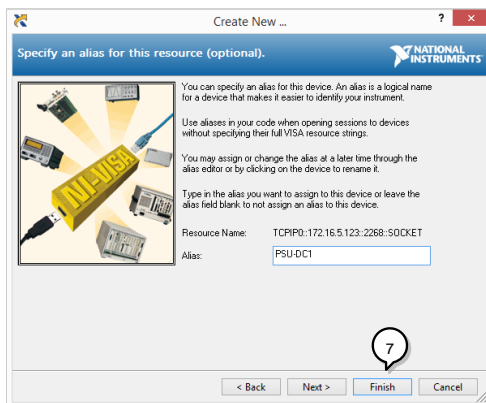 Create New ...
? ×
Specify an alias for this resource (optional).
NATIONAL
INSTRUMENTS
You can specify an alias for this device. An alias is a logical name
for a device that makes it easier to identify your instrument.
Use aliases in your code when opening sessions to devices
without specifying their full VISA resource strings.
You may assign or change the alias at a later time through the
alias editor or by clicking on the device to rename it.
Type in the alias you want to assign to this device or leave the
alias field blank to not assign an alias to this device.
NI-VISA
Resource Name: TCPIP0::172.16.5.123::2268::SOCKET
Alias: PSU-DC1
7
< Back Next > Finish Cancel